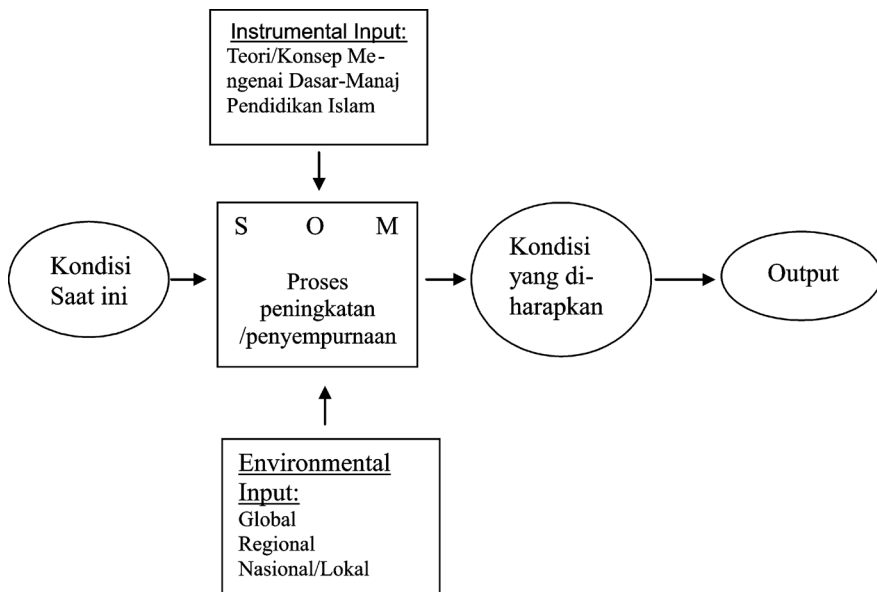 Instrumental Input:
Teori/Konsep Me-
ngenai Dasar-Manaj
Pendidikan Islam
Kondisi
Saat ini
S O M
Proses
peningkatan
/penyempurnaan
Kondisi
yang di-
harapkan
Output
Environmental
Input:
Global
Regional
Nasional/Lokal